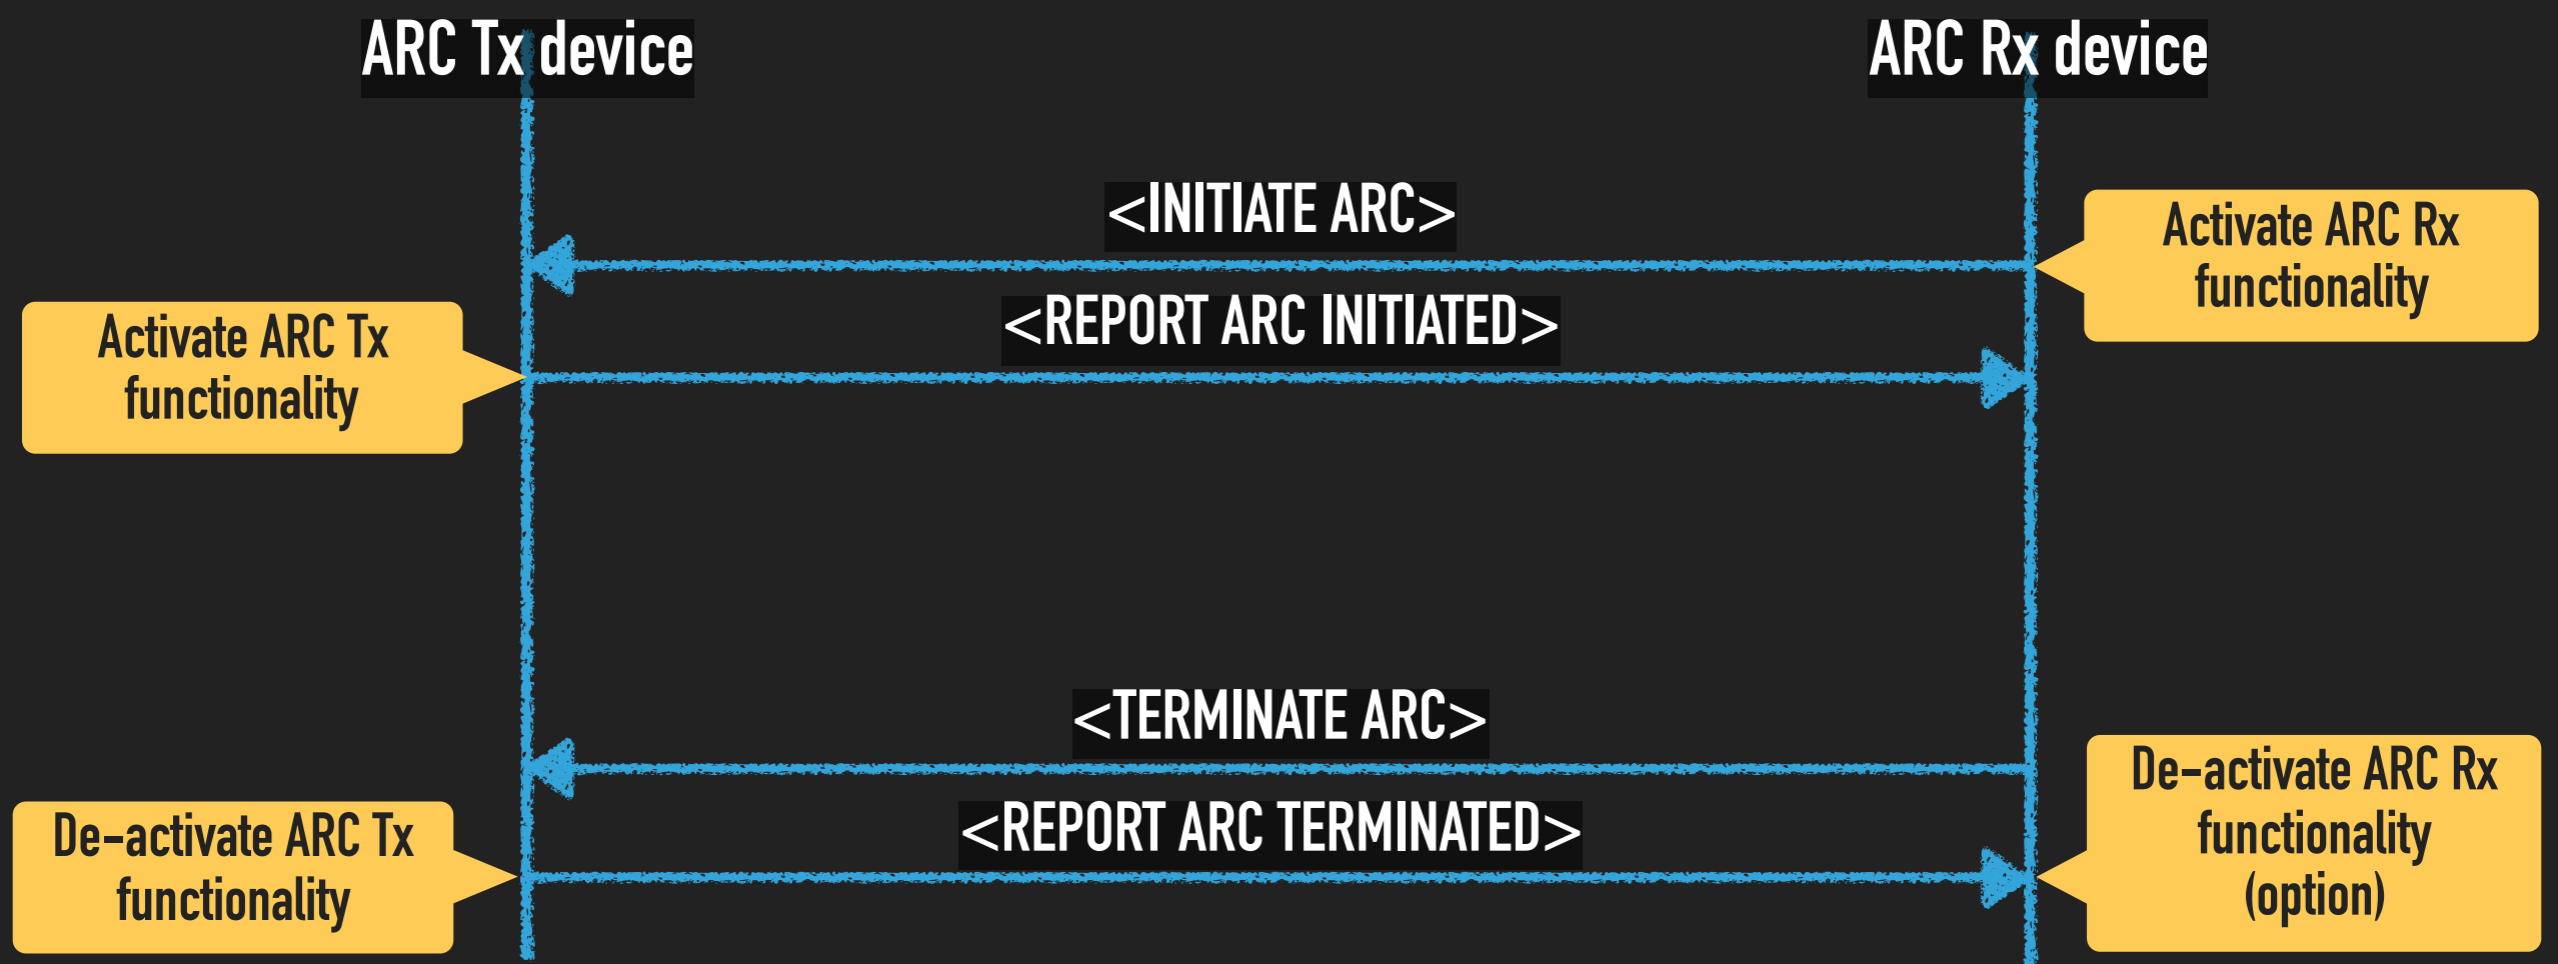 ARC Tx device
ARC Rx device
<INITIATE ARC>
Activate ARC Rx
functionality
<REPORT ARC INITIATED>
Activate ARC Tx
functionality
<TERMINATE ARC>
De-activate ARC Rx
functionality
(option)
<REPORT ARC TERMINATED>
De-activate ARC Tx
functionality